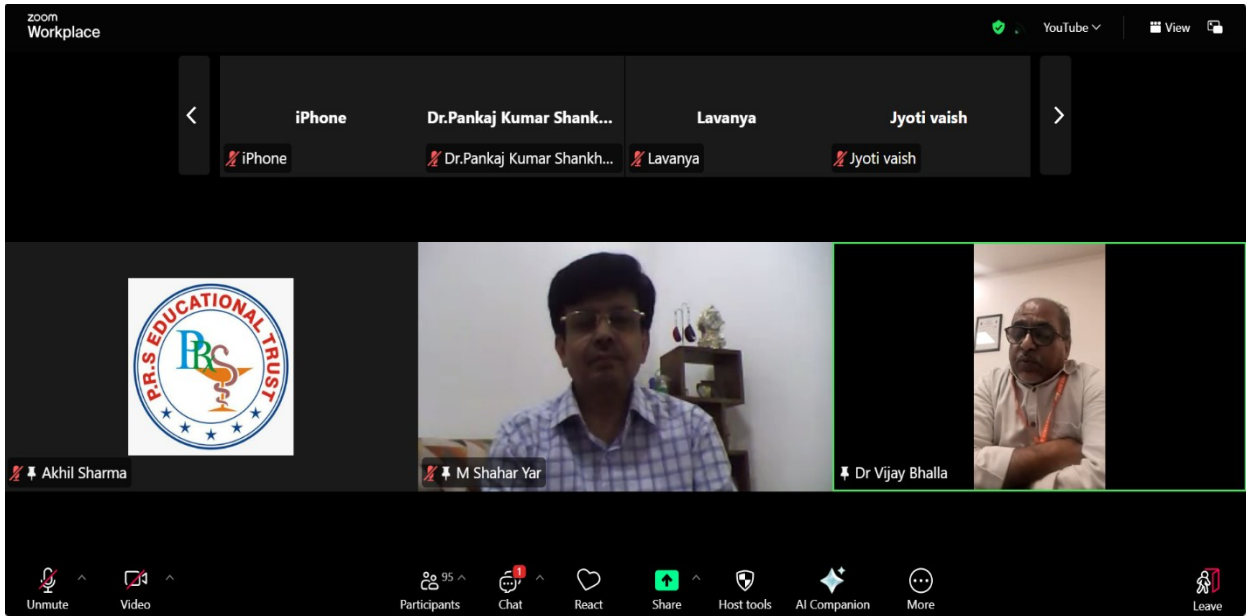 zoom
Workplace
YouTube
View
iPhone
Dr.Pankaj Kumar Shank...
Lavanya
Jyoti vaish
iPhone
Dr.Pankaj Kumar Shankh...
Lavanya
Jyoti vaish
P.R.S EDUCATIONAL TRUST
PRS
Akhil Sharma
M Shahar Yar
Dr Vijay Bhalla
Unmute
Video
95
Participants
1
Chat
React
Share
Host tools
AI Companion
More
Leave